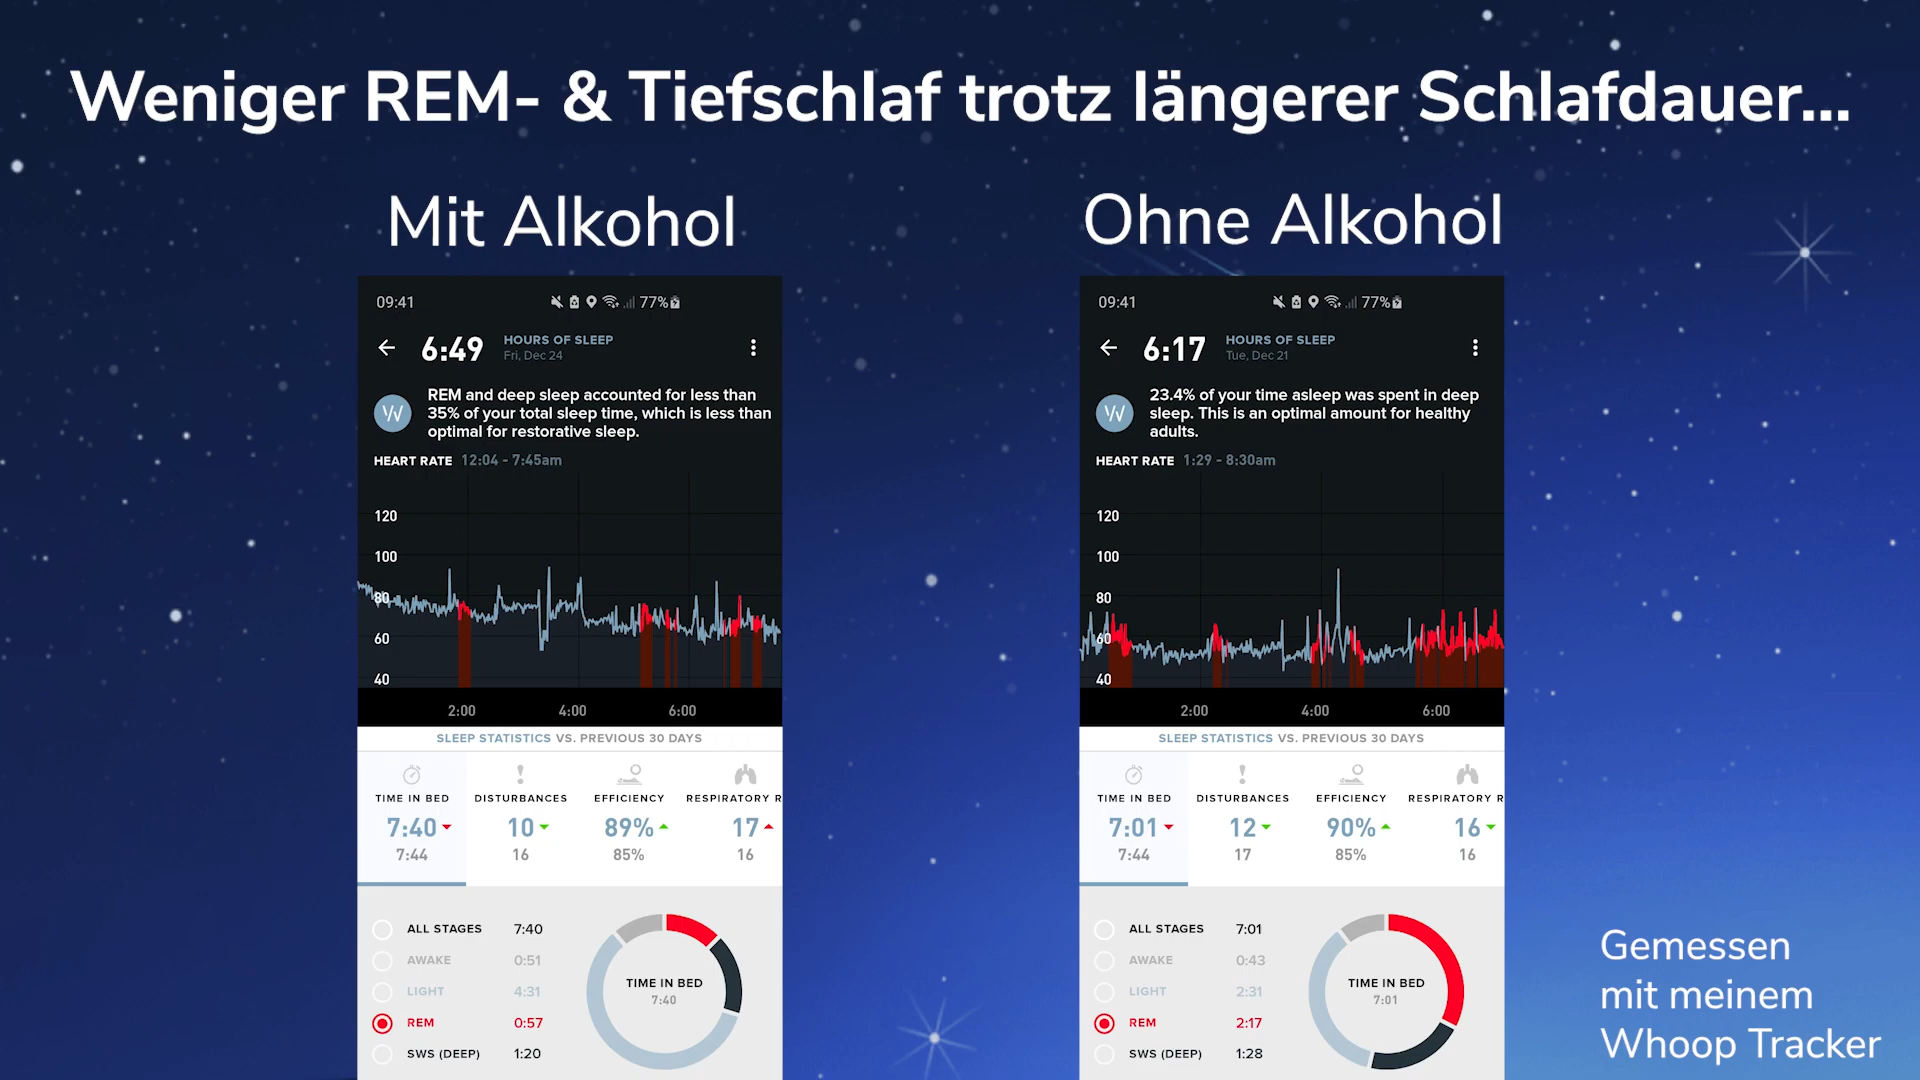 Weniger REM- & Tiefschlaf trotz längerer Schlafdauer...
Mit Alkohol
09:41
77%
6:49
HOURS OF SLEEP
Fri, Dec 24
REM and deep sleep accounted for less than
35% of your total sleep time, which is less than
optimal for restorative sleep.
HEART RATE 12:04 - 7:45am
120
100
80
60
40
2:00 4:00 6:00
SLEEP STATISTICS VS. PREVIOUS 30 DAYS
TIME IN BED DISTURBANCES EFFICIENCY RESPIRATORY R
7:40 10 89% 17
7:44 16 85% 16
ALL STAGES 7:40
AWAKE 0:51
LIGHT 4:31
REM 0:57
SWS (DEEP) 1:20
TIME IN BED
7:40
Ohne Alkohol
09:41
77%
6:17
HOURS OF SLEEP
Tue, Dec 21
23.4% of your time asleep was spent in deep
sleep. This is an optimal amount for healthy
adults.
HEART RATE 1:29 - 8:30am
120
100
80
60
40
2:00 4:00 6:00
SLEEP STATISTICS VS. PREVIOUS 30 DAYS
TIME IN BED DISTURBANCES EFFICIENCY RESPIRATORY R
7:01 12 90% 16
7:44 17 85% 16
ALL STAGES 7:01
AWAKE 0:43
LIGHT 2:31
REM 2:17
SWS (DEEP) 1:28
TIME IN BED
7:01
Gemessen
mit meinem
Whoop Tracker